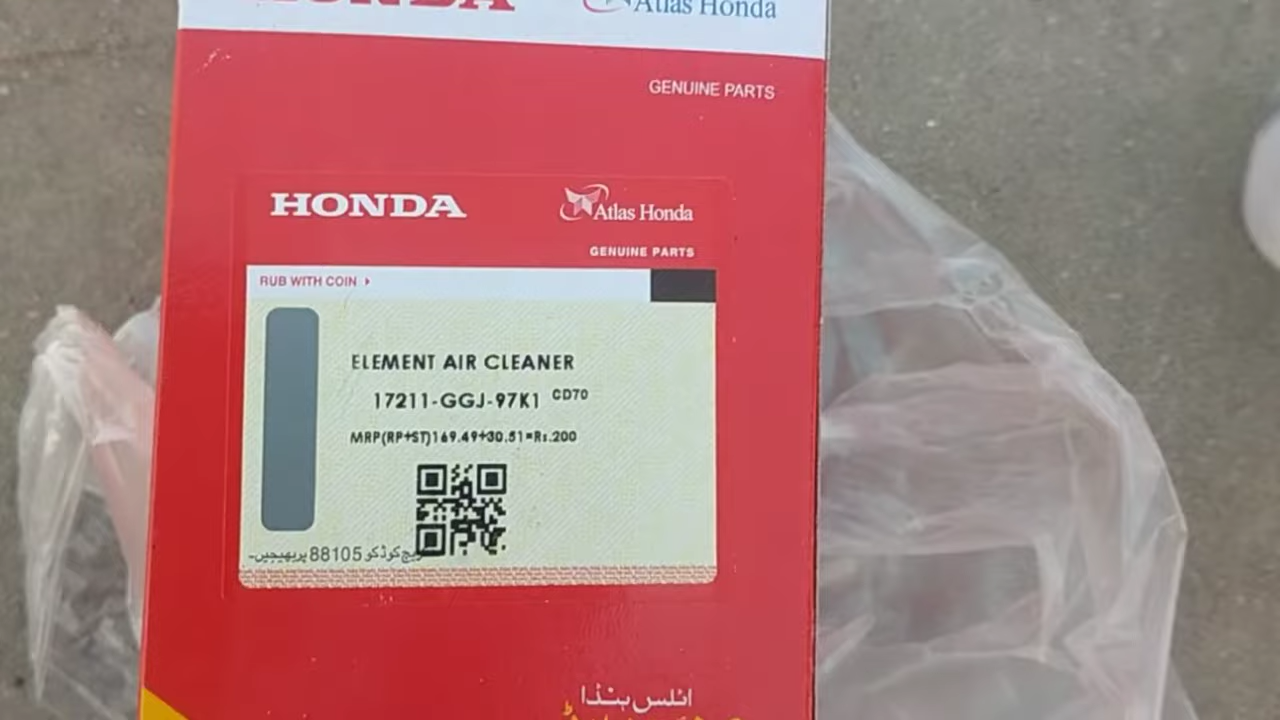 HONDA Atlas Honda
GENUINE PARTS
HONDA Atlas Honda
GENUINE PARTS
RUB WITH COIN
ELEMENT AIR CLEANER
17211-GGJ-97K1 CD70
MRP(RP+ST)169.49+30.51=Rs.200
کوڈ کو 88105 پر بھیجیں۔
اٹلس ہنڈا